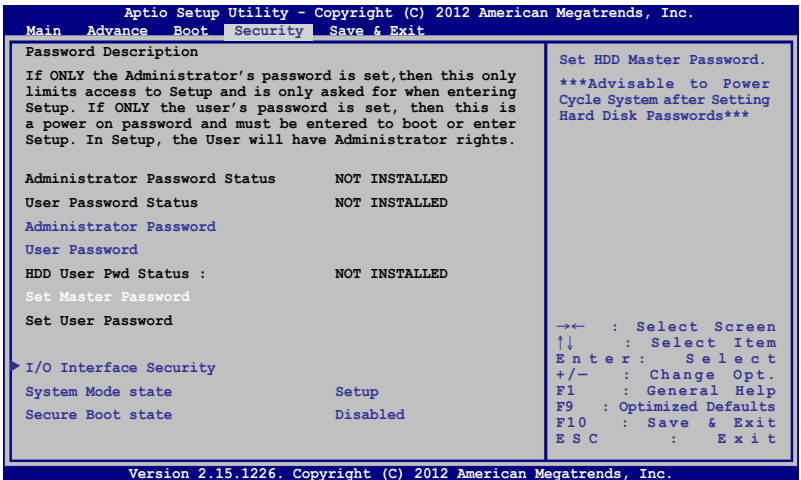 Aptio Setup Utility - Copyright (C) 2012 American Megatrends, Inc.
Main Advance Boot Security Save & Exit
Password Description
If ONLY the Administrator's password is set,then this only
limits access to Setup and is only asked for when entering
Setup. If ONLY the user's password is set, then this is
a power on password and must be entered to boot or enter
Setup. In Setup, the User will have Administrator rights.
Administrator Password Status NOT INSTALLED
User Password Status NOT INSTALLED
Administrator Password
User Password
HDD User Pwd Status : NOT INSTALLED
Set Master Password
Set User Password
I/O Interface Security
System Mode state Setup
Secure Boot state Disabled
Set HDD Master Password.
***Advisable to Power
Cycle System after Setting
Hard Disk Passwords***
→← : Select Screen
↑↓ : Select Item
Enter: Select
+/— : Change Opt.
F1 : General Help
F9 : Optimized Defaults
F10 : Save & Exit
ESC : Exit
Version 2.15.1226. Copyright (C) 2012 American Megatrends, Inc.